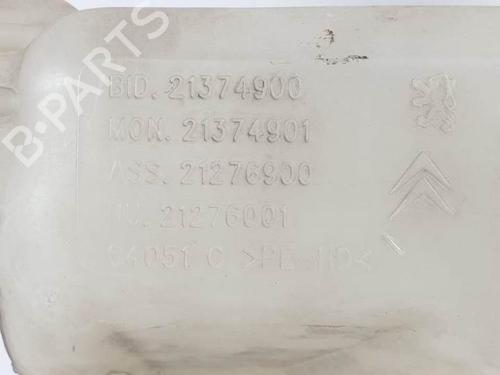 B-PARTS
BID. 21374900
MON. 21374901
ASS. 21276900
21276001
04051 C >PE-HD<